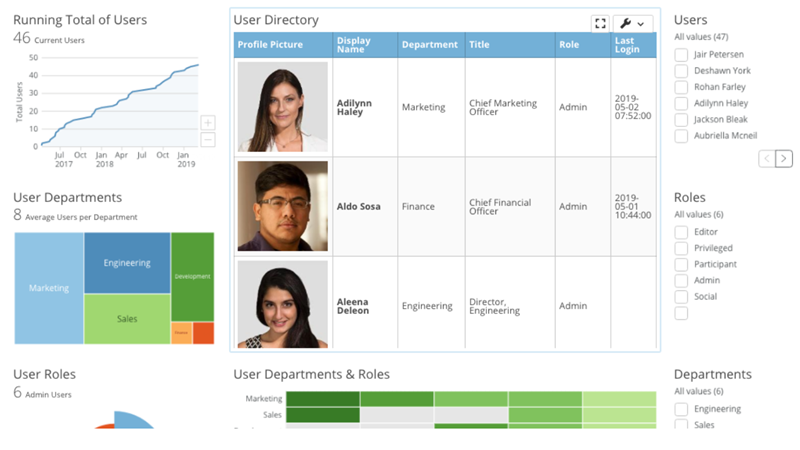 Running Total of Users
46 Current Users
Total Users
50
40
30
20
10
0
Jul Oct Jan Apr Jul Oct Jan
2017 2018 2019
+
−
User Departments
8 Average Users per Department
Marketing
Engineering
Sales
Development
Finance
User Roles
6 Admin Users
User Directory
Profile Picture Display Name Department Title Role Last Login
Adilynn
Haley
Marketing
Chief Marketing
Officer
Admin
2019-
05-02
07:52:00
Aldo Sosa
Finance
Chief Financial
Officer
Admin
2019-
05-01
10:44:00
Aleena
Deleon
Engineering
Director,
Engineering
Admin
User Departments & Roles
Marketing
Sales
Users
All values (47)
Jair Petersen
Deshawn York
Rohan Farley
Adilynn Haley
Jackson Bleak
Aubriella Mcneil
Roles
All values (6)
Editor
Privileged
Participant
Admin
Social
Departments
All values (6)
Engineering
Sales